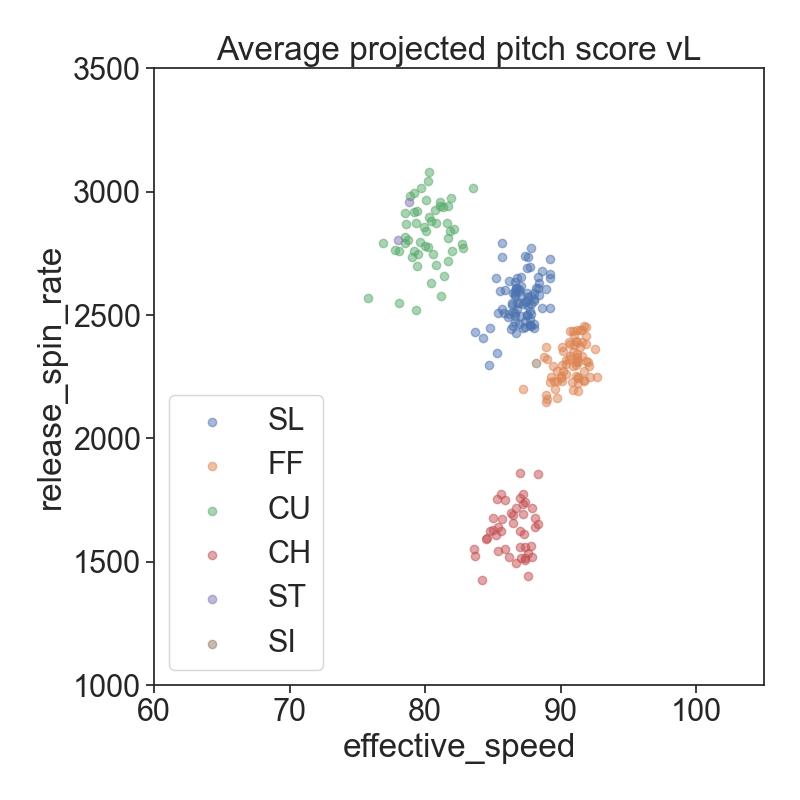 Average projected pitch score vL
3500
3000
2500
2000
1500
1000
release_spin_rate
SL
FF
CU
CH
ST
SI
60 70 80 90 100
effective_speed